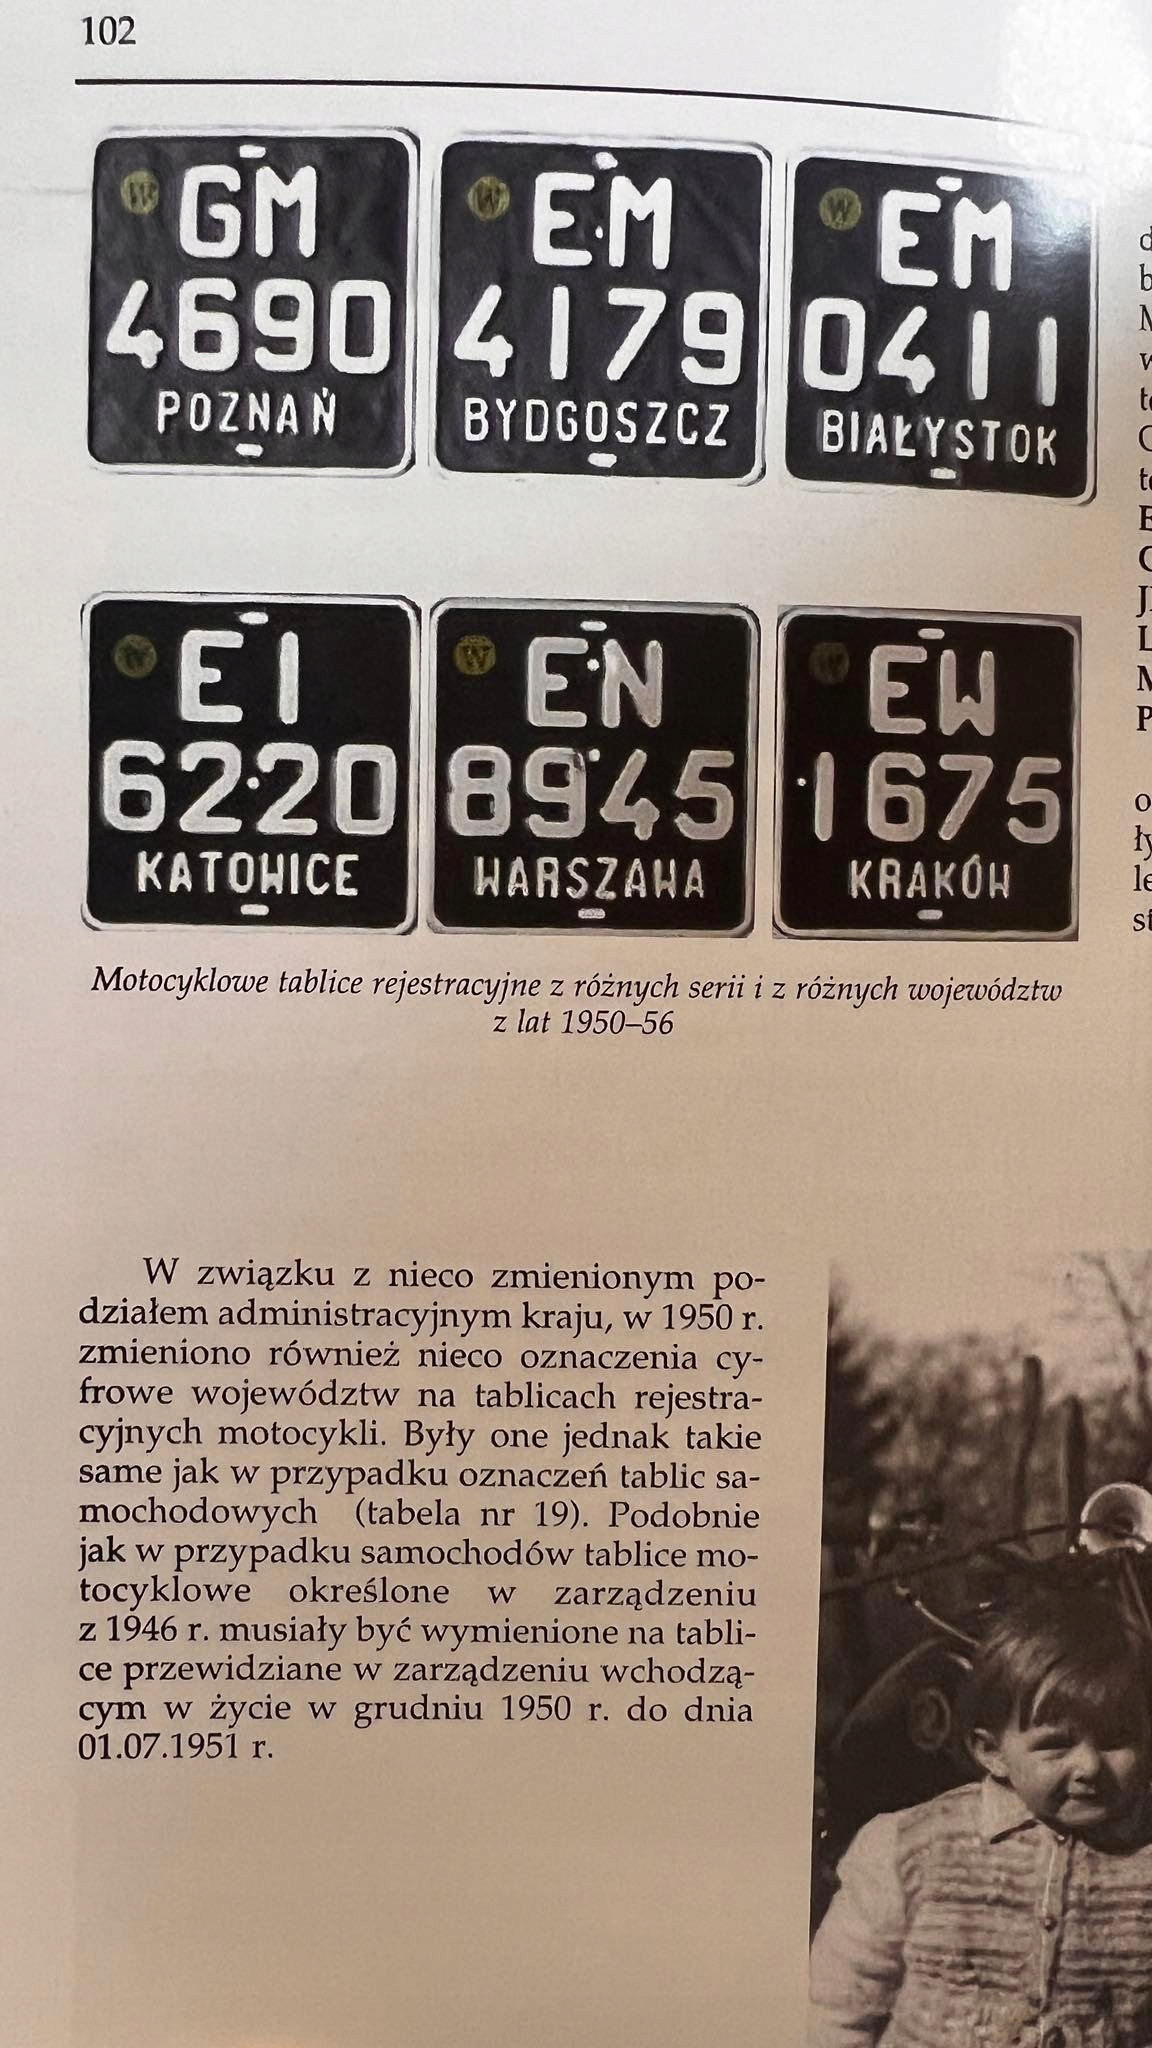 102
GM
4690
POZNAŃ
EM
4179
BYDGOSZCZ
EM
0411
BIAŁYSTOK
EI
6220
KATOWICE
EN
8945
WARSZAWA
EW
1675
KRAKÓW
Motocyklowe tablice rejestracyjne z różnych serii i z różnych województw
z lat 1950–56
W związku z nieco zmienionym po-
działem administracyjnym kraju, w 1950 r.
zmieniono również nieco oznaczenia cy-
frowe województw na tablicach rejestra-
cyjnych motocykli. Były one jednak takie
same jak w przypadku oznaczeń tablic sa-
mochodowych (tabela nr 19). Podobnie
jak w przypadku samochodów tablice mo-
tocyklowe określone w zarządzeniu
z 1946 r. musiały być wymienione na tabli-
ce przewidziane w zarządzeniu wchodzą-
cym w życie w grudniu 1950 r. do dnia
01.07.1951 r.